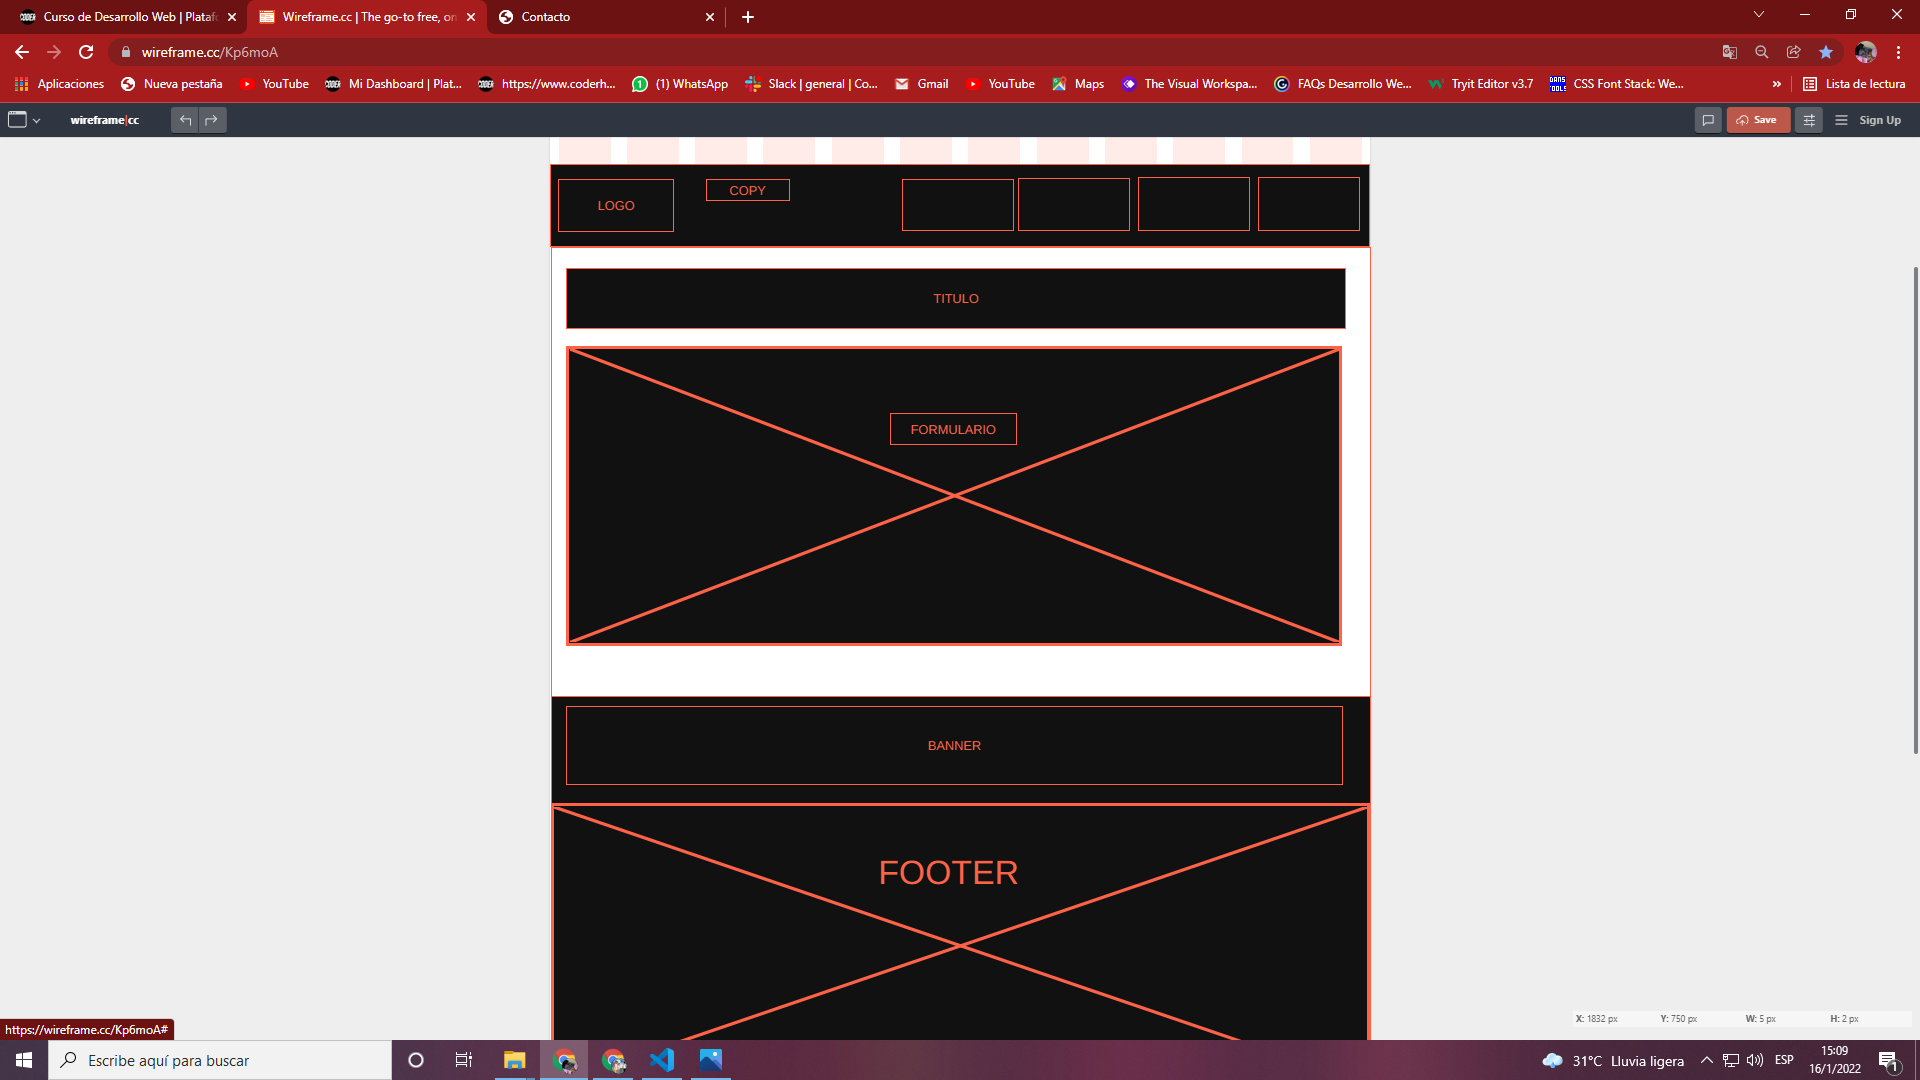 Curso de Desarrollo Web | Plataf
Wireframe.cc | The go-to free, on
Contacto
wireframe.cc/Kp6moA
Aplicaciones
Nueva pestaña
YouTube
Mi Dashboard | Plat...
https://www.coderh...
(1) WhatsApp
Slack | general | Co...
Gmail
YouTube
Maps
The Visual Workspa...
FAQs Desarrollo We...
Tryit Editor v3.7
CSS Font Stack: We...
»
Lista de lectura
wireframe|cc
Save
Sign Up
LOGO
COPY
TITULO
FORMULARIO
BANNER
FOOTER
X: 1832 px
Y: 750 px
W: 5 px
H: 2 px
https://wireframe.cc/Kp6moA#
Escribe aquí para buscar
31°C Lluvia ligera
ESP
15:09
16/1/2022
1